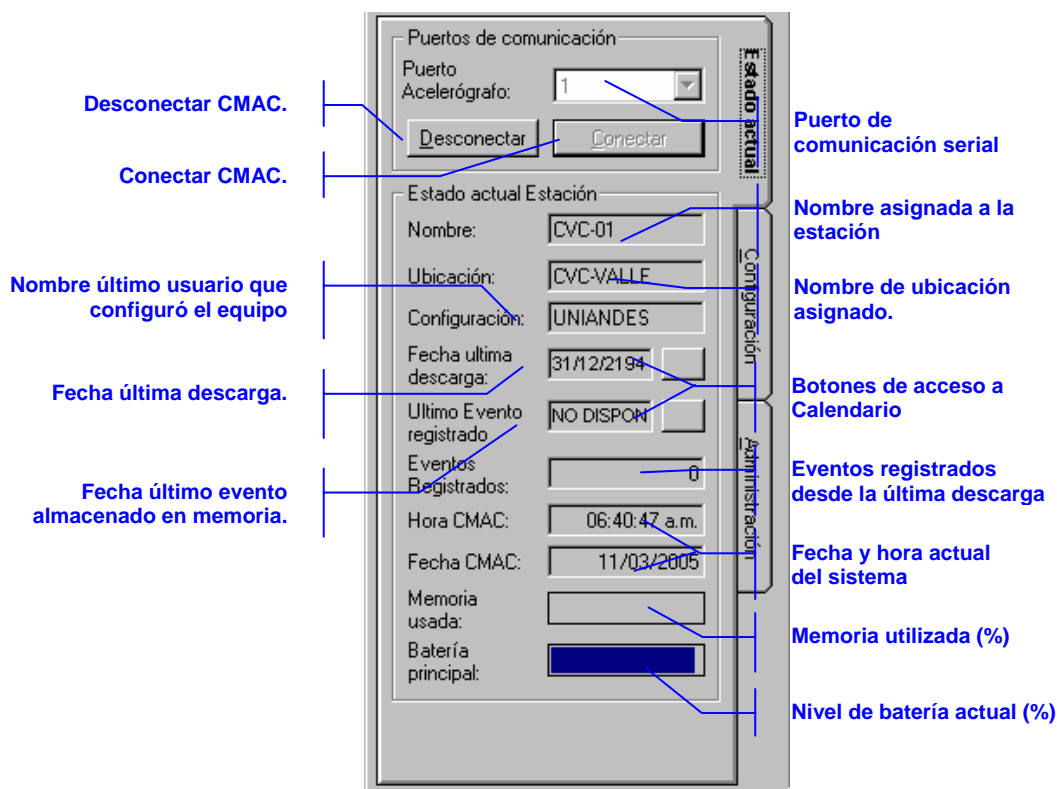 Puertos de comunicación
Puerto
Acelerógrafo:
1
Desconectar
Conectar
Estado actual Estación
Nombre:
CVC-01
Ubicación:
CVC-VALLE
Configuración:
UNIANDES
Fecha ultima
descarga:
31/12/2194
Ultimo Evento
registrado
NO DISPON
Eventos
Registrados:
0
Hora CMAC:
06:40:47 a.m.
Fecha CMAC:
11/03/2005
Memoria
usada:
Batería
principal:
Estado actual
Configuración
Administración
Desconectar CMAC.
Conectar CMAC.
Nombre último usuario que
configuró el equipo
Fecha última descarga.
Fecha último evento
almacenado en memoria.
Puerto de
comunicación serial
Nombre asignada a la
estación
Nombre de ubicación
asignado.
Botones de acceso a
Calendario
Eventos registrados
desde la última descarga
Fecha y hora actual
del sistema
Memoria utilizada (%)
Nivel de batería actual (%)